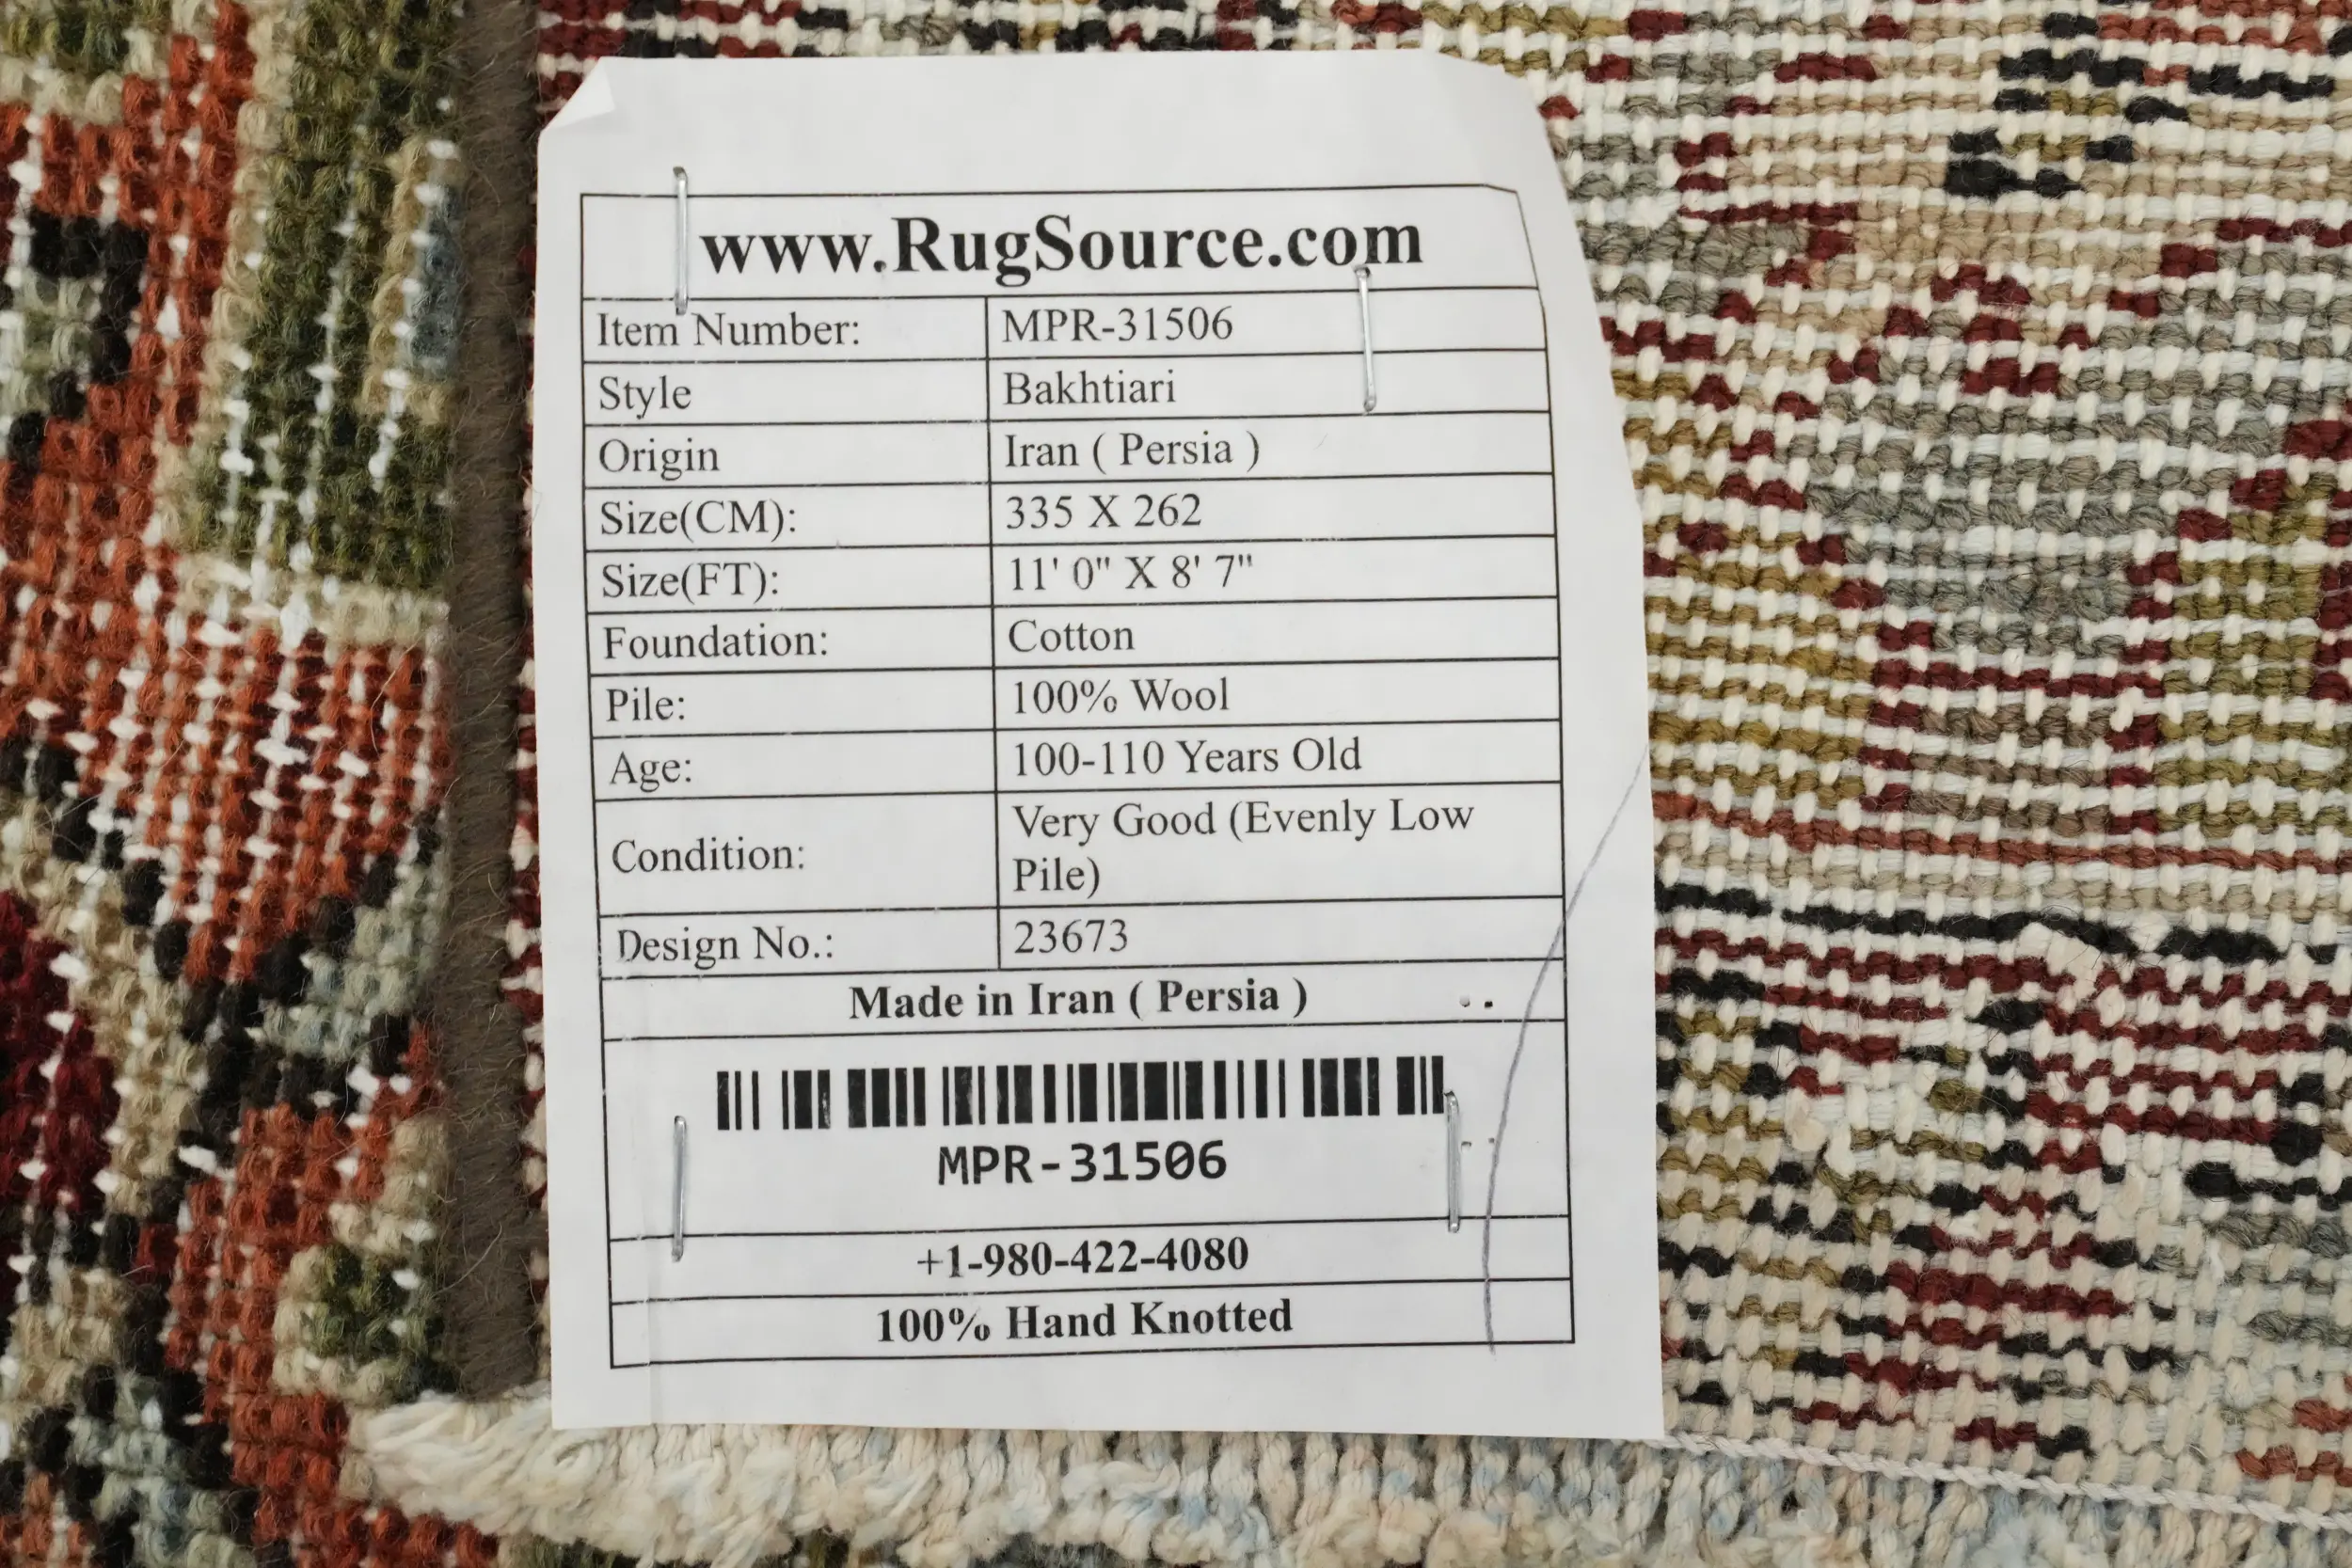 www.RugSource.com
Item Number: MPR-31506
Style Bakhtiari
Origin Iran ( Persia )
Size(CM): 335 X 262
Size(FT): 11' 0" X 8' 7"
Foundation: Cotton
Pile: 100% Wool
Age: 100-110 Years Old
Condition: Very Good (Evenly Low
Pile)
Design No.: 23673
Made in Iran ( Persia )
MPR-31506
+1-980-422-4080
100% Hand Knotted